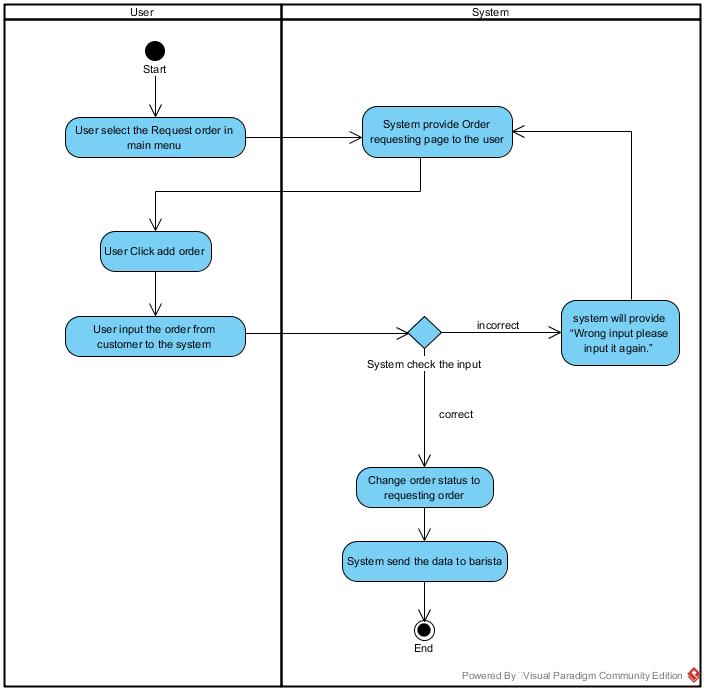 User
System
Start
User select the Request order in
main menu
System provide Order
requesting page to the user
User Click add order
User input the order from
customer to the system
incorrect
system will provide
“Wrong input please
input it again.”
System check the input
correct
Change order status to
requesting order
System send the data to barista
End
Powered By Visual Paradigm Community Edition